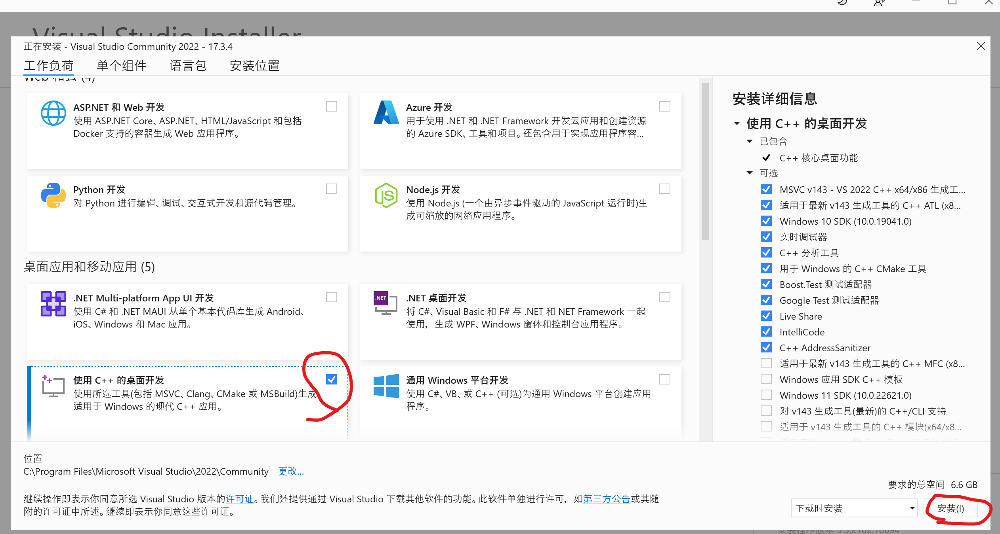 Visual Studio Installer
正在安装 - Visual Studio Community 2022 - 17.3.4
工作负荷 单个组件 语言包 安装位置
Web 和云 (4)
ASP.NET 和 Web 开发
使用 ASP.NET Core、ASP.NET、HTML/JavaScript 和包括
Docker 支持的容器生成 Web 应用程序。
Azure 开发
用于使用 .NET 和 .NET Framework 开发云应用和创建资源
的 Azure SDK、工具和项目。还包含用于实现应用程序容...
Python 开发
对 Python 进行编辑、调试、交互式开发和源代码管理。
Node.js 开发
使用 Node.js (一个由异步事件驱动的 JavaScript 运行时)生
成可缩放的网络应用程序。
桌面应用和移动应用 (5)
.NET Multi-platform App UI 开发
使用 C# 和 .NET MAUI 从单个基本代码库生成 Android、
iOS、Windows 和 Mac 应用。
.NET
.NET 桌面开发
将 C#、Visual Basic 和 F# 与 .NET 和 NET Framework 一起
使用，生成 WPF、Windows 窗体和控制台应用程序。
使用 C++ 的桌面开发
使用所选工具(包括 MSVC、Clang、CMake 或 MSBuild)生成
适用于 Windows 的现代 C++ 应用。
通用 Windows 平台开发
使用 C#、VB、或 C++ (可选)为通用 Windows 平台创建应用
程序。
安装详细信息
使用 C++ 的桌面开发
已包含
C++ 核心桌面功能
可选
MSVC v143 - VS 2022 C++ x64/x86 生成工...
适用于最新 v143 生成工具的 C++ ATL (x8...
Windows 10 SDK (10.0.19041.0)
实时调试器
C++ 分析工具
用于 Windows 的 C++ CMake 工具
Boost.Test 测试适配器
Google Test 测试适配器
Live Share
IntelliCode
C++ AddressSanitizer
适用于最新 v143 生成工具的 C++ MFC (x8...
Windows 应用 SDK C++ 模板
Windows 11 SDK (10.0.22621.0)
对 v143 生成工具(最新)的 C++/CLI 支持
适用于 v143 生成工具的 C++ 模块(x64/x8...
位置
C:\Program Files\Microsoft Visual Studio\2022\Community 更改...
要求的总空间 6.6 GB
继续操作即表示你同意所选 Visual Studio 版本的许可证。我们还提供通过 Visual Studio 下载其他软件的功能。此软件单独进行许可，如第三方公告或其随
附的许可证中所述。继续即表示你同意这些许可证。
下载时安装
安装(I)